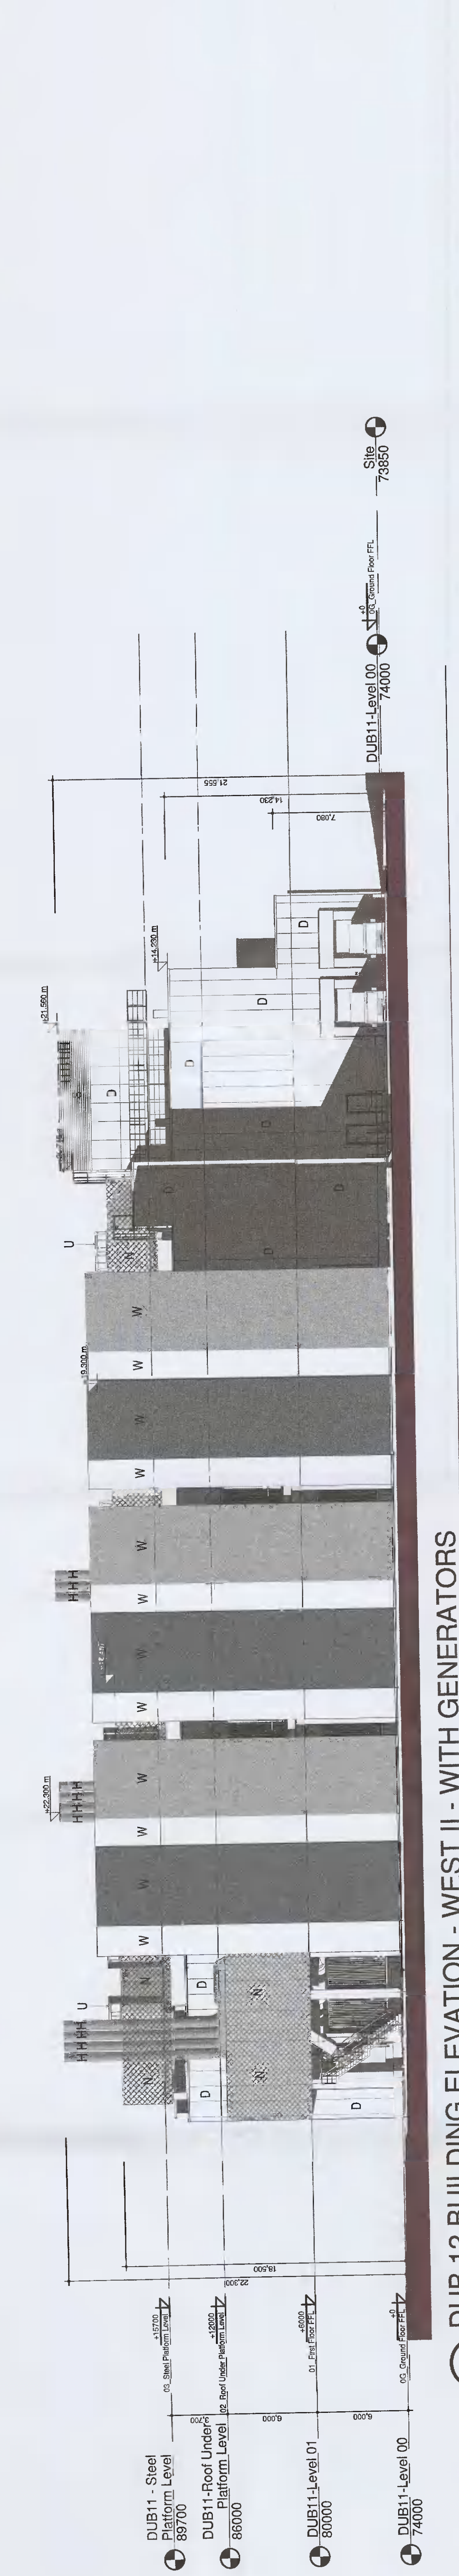 DUB11 - Steel
Platform Level
89700
DUB11-Roof Under
Platform Level
86000
DUB11-Level 01
80000
DUB11-Level 00
74000
3,700
6,000
6,000
+15700
03_Steel Platform Level
+12000
02_Roof Under Platform Level
+6000
01_First Floor FFL
+0
0G_Ground Floor FFL
22,300
18,500
H H H H
U
N
N
D
D
N
N
D
+22.300 m
H H H H
W
W
W
W
W
H H H
W
W
W
W
+19.300 m
W
W
U
N
D
D
D
D
D
D
D
D
+21.560 m
+14.230 m
21,555
14,230
7,080
DUB11-Level 00
74000
+0
0G_Ground Floor FFL
Site
73850
DUB 12 BUILDING ELEVATION - WEST II - WITH GENERATORS